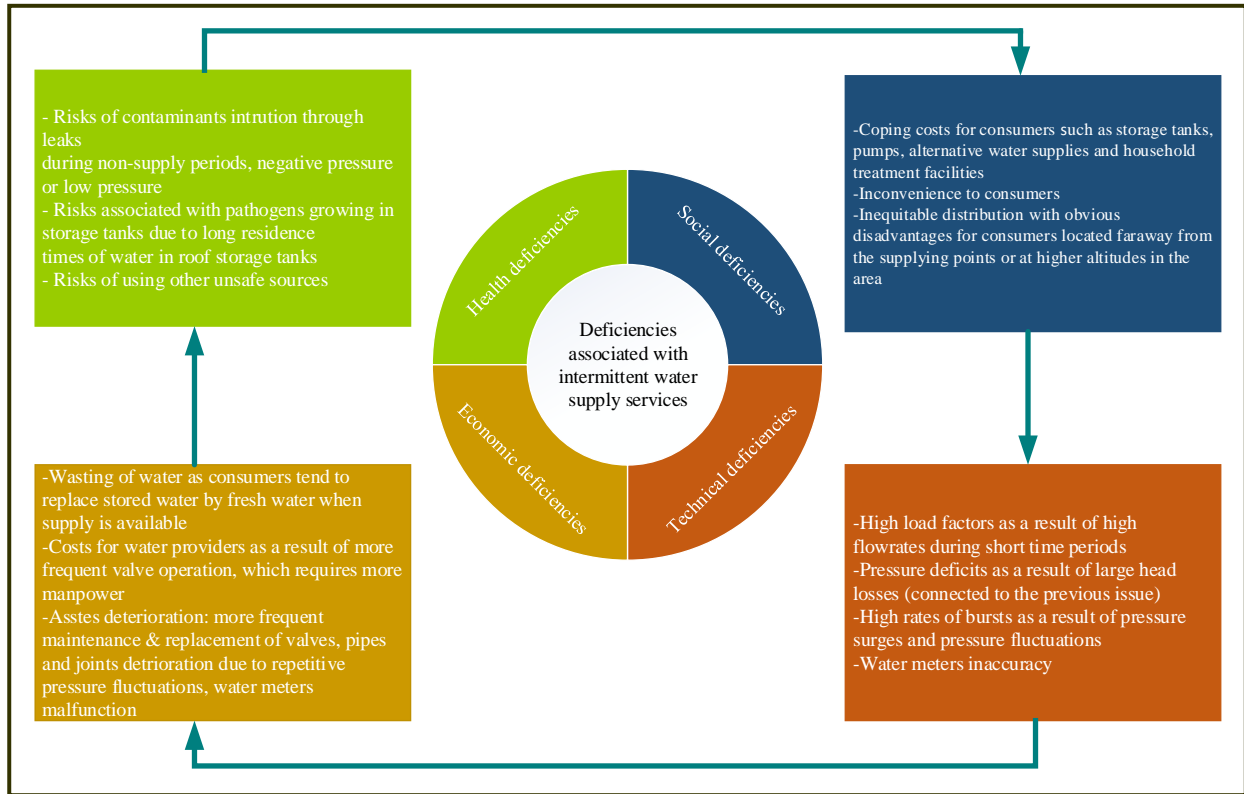 - Risks of contaminants intrution through
leaks
during non-supply periods, negative pressure
or low pressure
- Risks associated with pathogens growing in
storage tanks due to long residence
times of water in roof storage tanks
- Risks of using other unsafe sources
-Coping costs for consumers such as storage tanks,
pumps, alternative water supplies and household
treatment facilities
-Inconvenience to consumers
-Inequitable distribution with obvious
disadvantages for consumers located faraway from
the supplying points or at higher altitudes in the
area
Health deficiencies
Social deficiencies
Deficiencies
associated with
intermittent water
supply services
Economic deficiencies
Technical deficiencies
-Wasting of water as consumers tend to
replace stored water by fresh water when
supply is available
-Costs for water providers as a result of more
frequent valve operation, which requires more
manpower
-Asstes deterioration: more frequent
maintenance & replacement of valves, pipes
and joints detrioration due to repetitive
pressure fluctuations, water meters
malfunction
-High load factors as a result of high
flowrates during short time periods
-Pressure deficits as a result of large head
losses (connected to the previous issue)
-High rates of bursts as a result of pressure
surges and pressure fluctuations
-Water meters inaccuracy